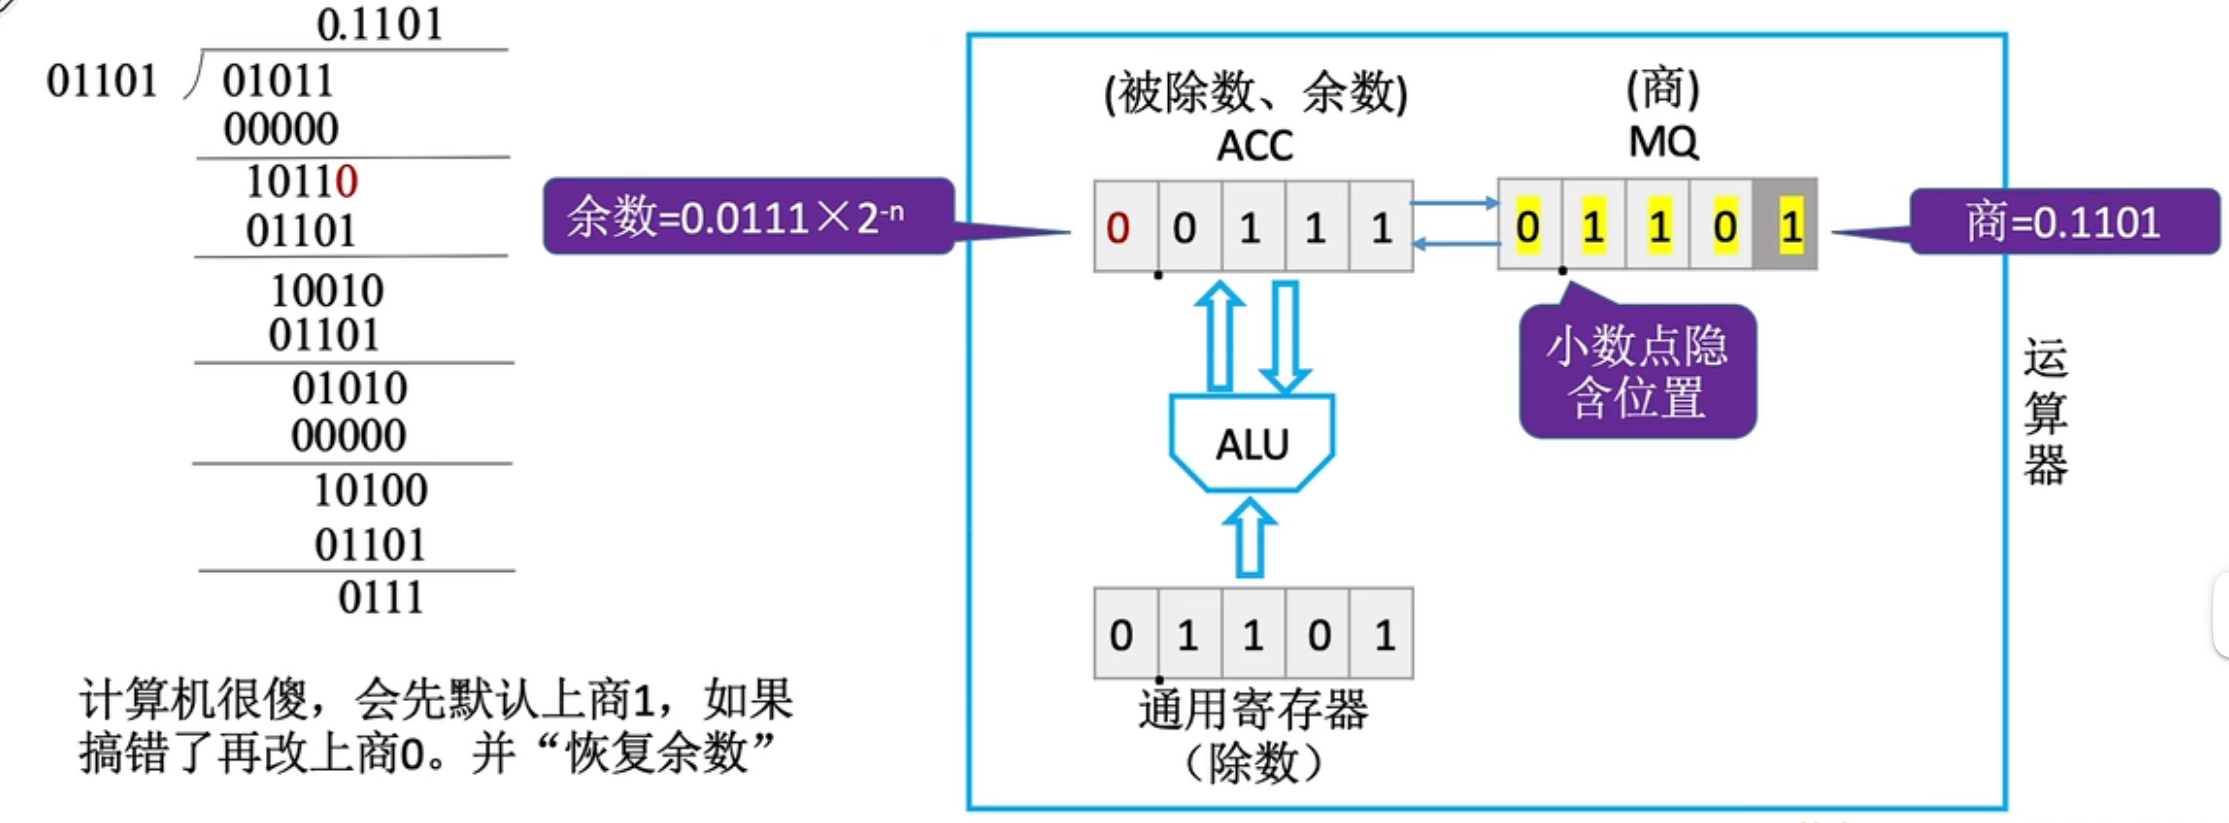 0.1101
01101
01011
00000
10110
01101
10010
01101
01010
00000
10100
01101
0111
计算机很傻，会先默认上商1，如果
搞错了再改上商0。并“恢复余数”
余数=0.0111×2-n
(被除数、余数)
ACC
0 0 1 1 1
(商)
MQ
0 1 1 0 1
商=0.1101
小数点隐
含位置
ALU
0 1 1 0 1
通用寄存器
（除数）
运
算
器